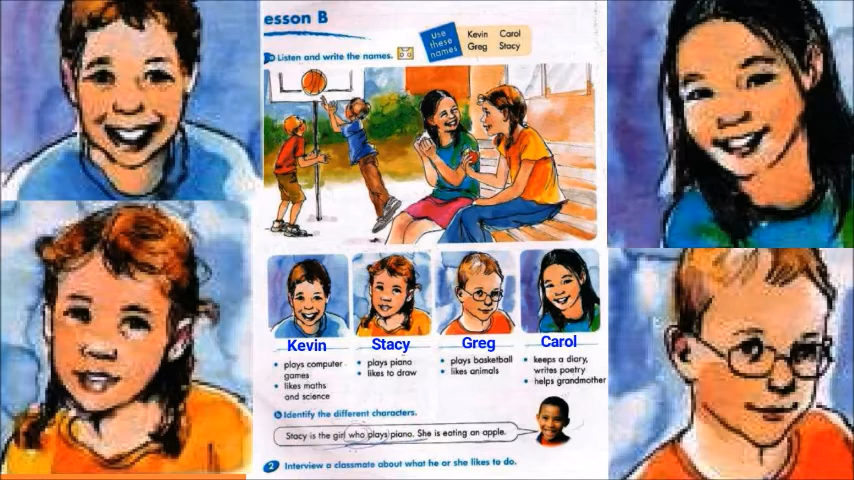 esson B
Listen and write the names.
use
these
names
Kevin Carol
Greg Stacy
Kevin
Stacy
Greg
Carol
• plays computer
games
• likes maths
and science
• plays piano
• likes to draw
• plays basketball
• likes animals
• keeps a diary,
writes poetry
• helps grandmother
Identify the different characters.
Stacy is the girl who plays piano. She is eating an apple.
2 Interview a classmate about what he or she likes to do.